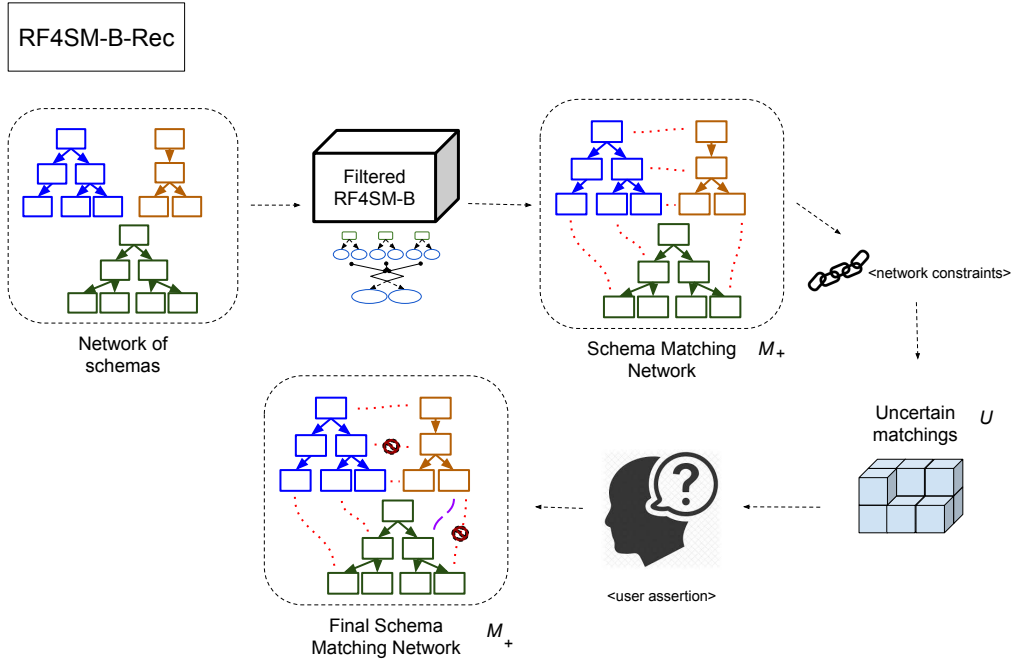 RF4SM-B-Rec
Filtered
RF4SM-B
<network constraints>
Network of
schemas
Schema Matching
Network
M+
Uncertain
matchings
U
?
<user assertion>
Final Schema
Matching Network
M+